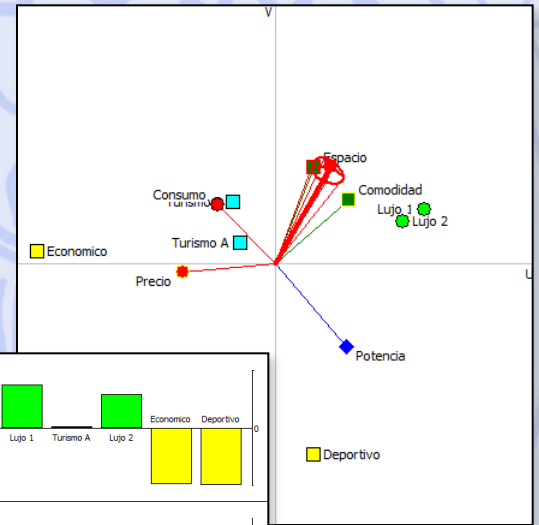 V
Espacio
Consumo
Comodidad
Lujo 1
Lujo 2
Turismo A
Economico
U
Precio
Potencia
Economico
Deportivo
Lujo 1
Turismo A
Lujo 2
0
Deportivo